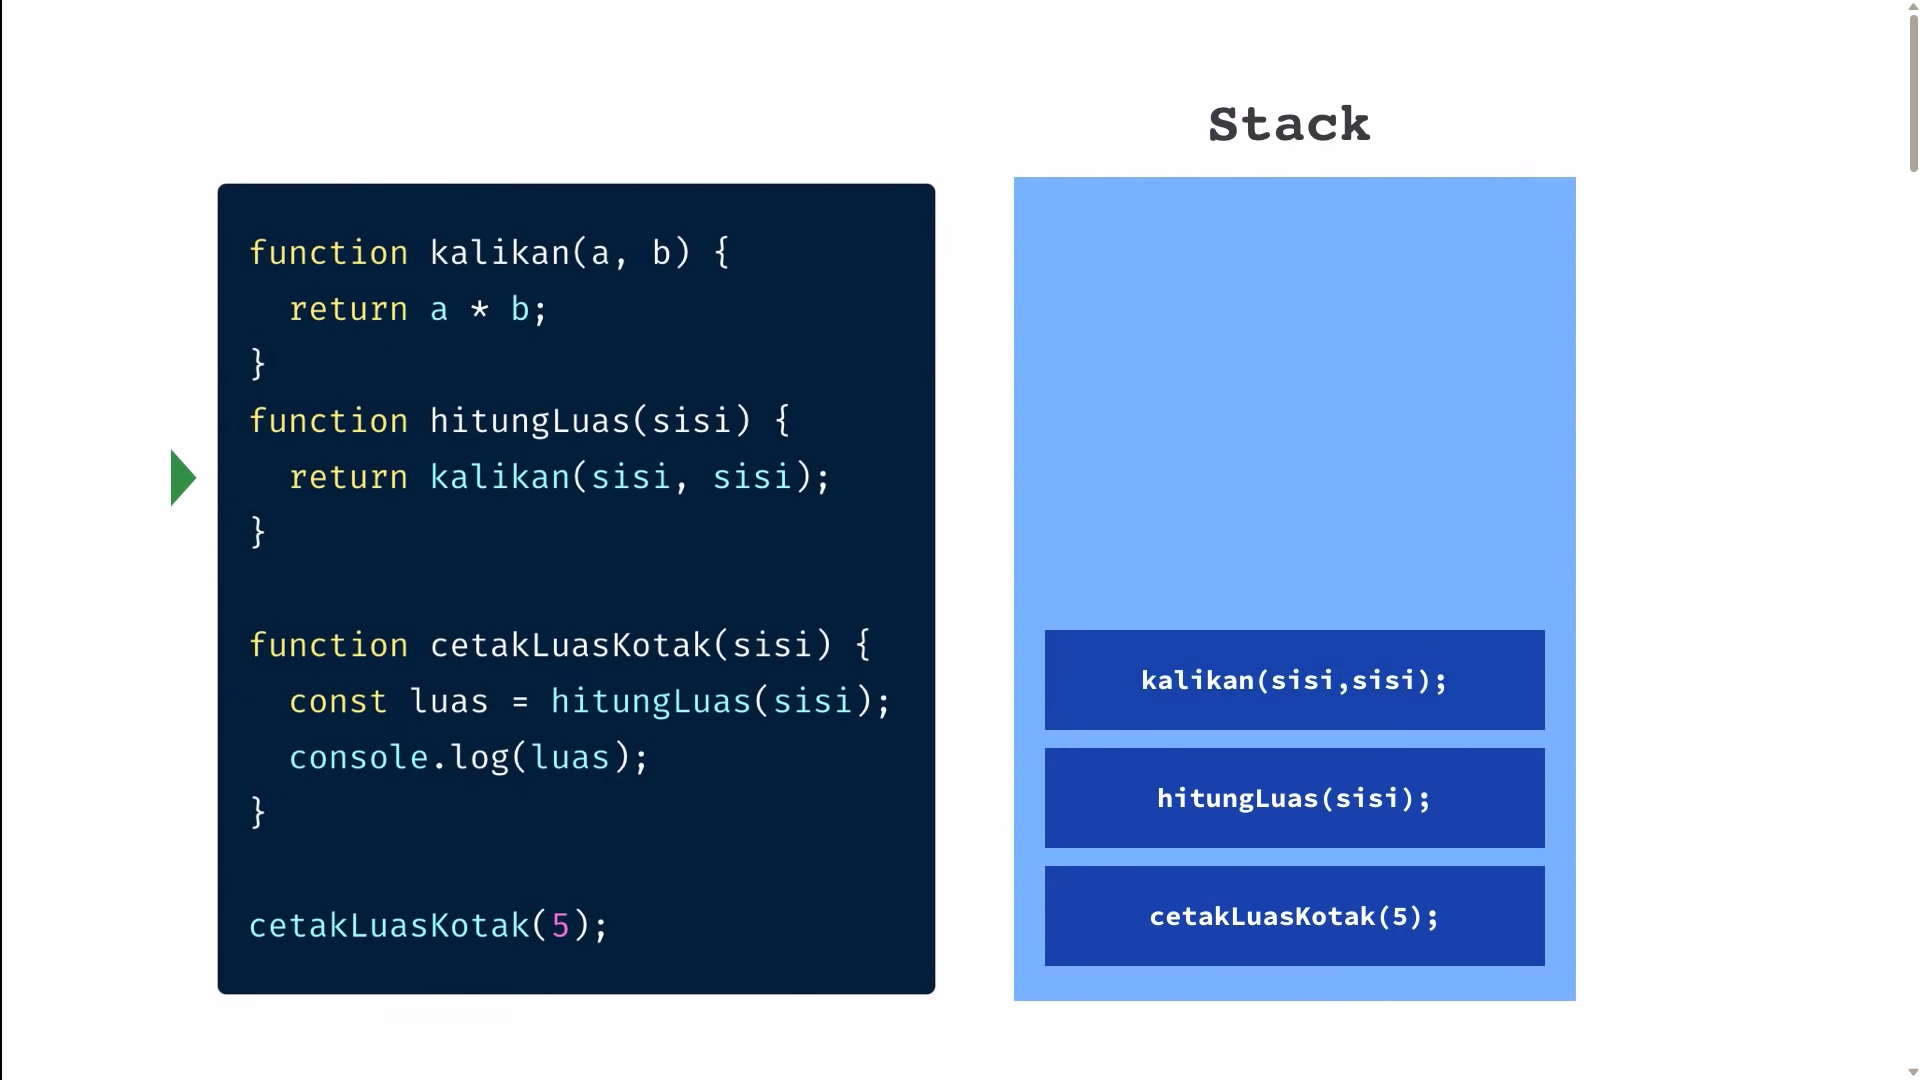 Stack
function kalikan(a, b) {
  return a * b;
}
function hitungLuas(sisi) {
  return kalikan(sisi, sisi);
}
function cetakLuasKotak(sisi) {
  const luas = hitungLuas(sisi);
  console.log(luas);
}
cetakLuasKotak(5);
kalikan(sisi,sisi);
hitungLuas(sisi);
cetakLuasKotak(5);